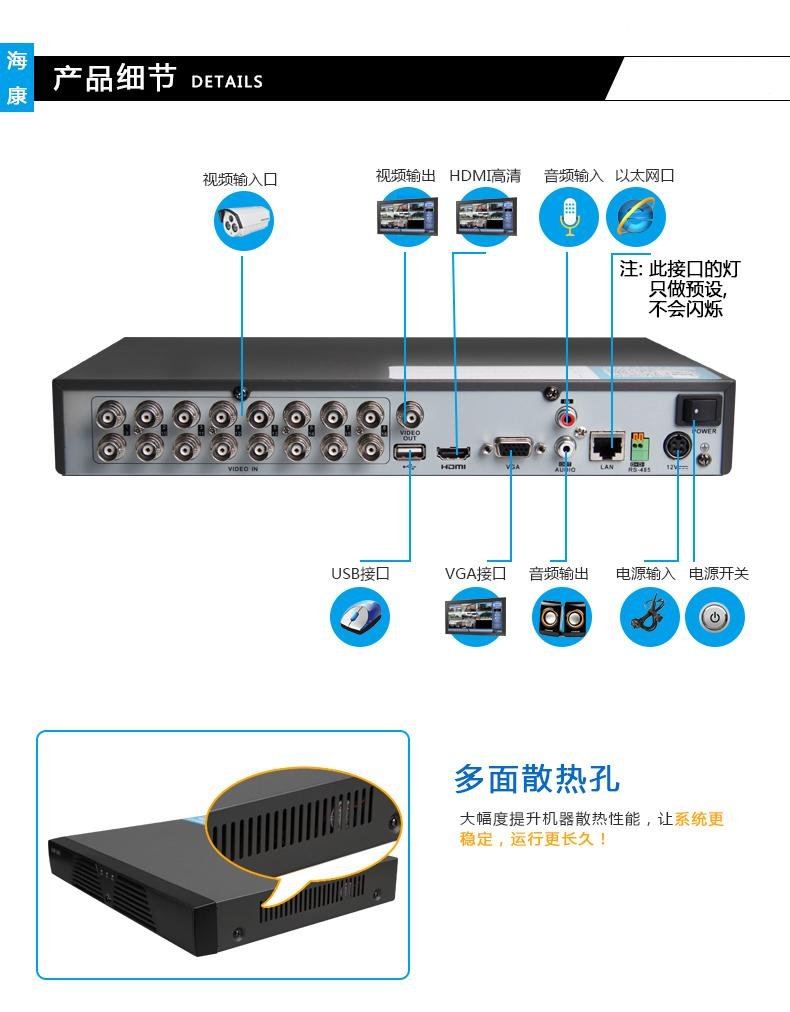 海康
产品细节 DETAILS
视频输入口
视频输出
HDMI高清
音频输入
以太网口
注: 此接口的灯
只做预设,
不会闪烁
VIDEO OUT
POWER
VIDEO IN
HDMI
VGA
AUDIO
LAN
RS-485
12V
USB接口
VGA接口
音频输出
电源输入
电源开关
多面散热孔
大幅度提升机器散热性能，让系统更
稳定，运行更长久！